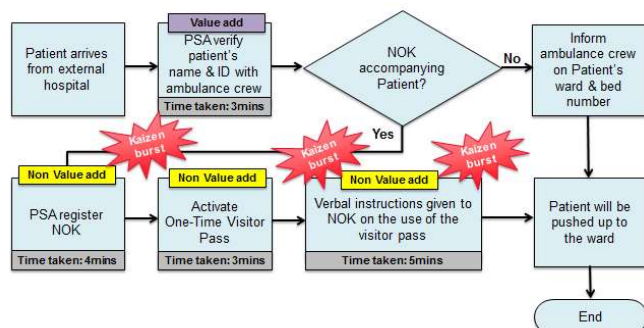 Value add
Patient arrives
from external
hospital
PSA verify
patient's
name & ID with
ambulance crew
Time taken: 3mins
NOK
accompanying
Patient?
No
Inform
ambulance crew
on Patient's
ward & bed
number
Yes
Kaizen
burst
Kaizen
burst
Kaizen
burst
Non Value add
PSA register
NOK
Time taken: 4mins
Non Value add
Activate
One-Time Visitor
Pass
Time taken: 3mins
Non Value add
Verbal instructions given to
NOK on the use of the
visitor pass
Time taken: 5mins
Patient will be
pushed up to
the ward
End